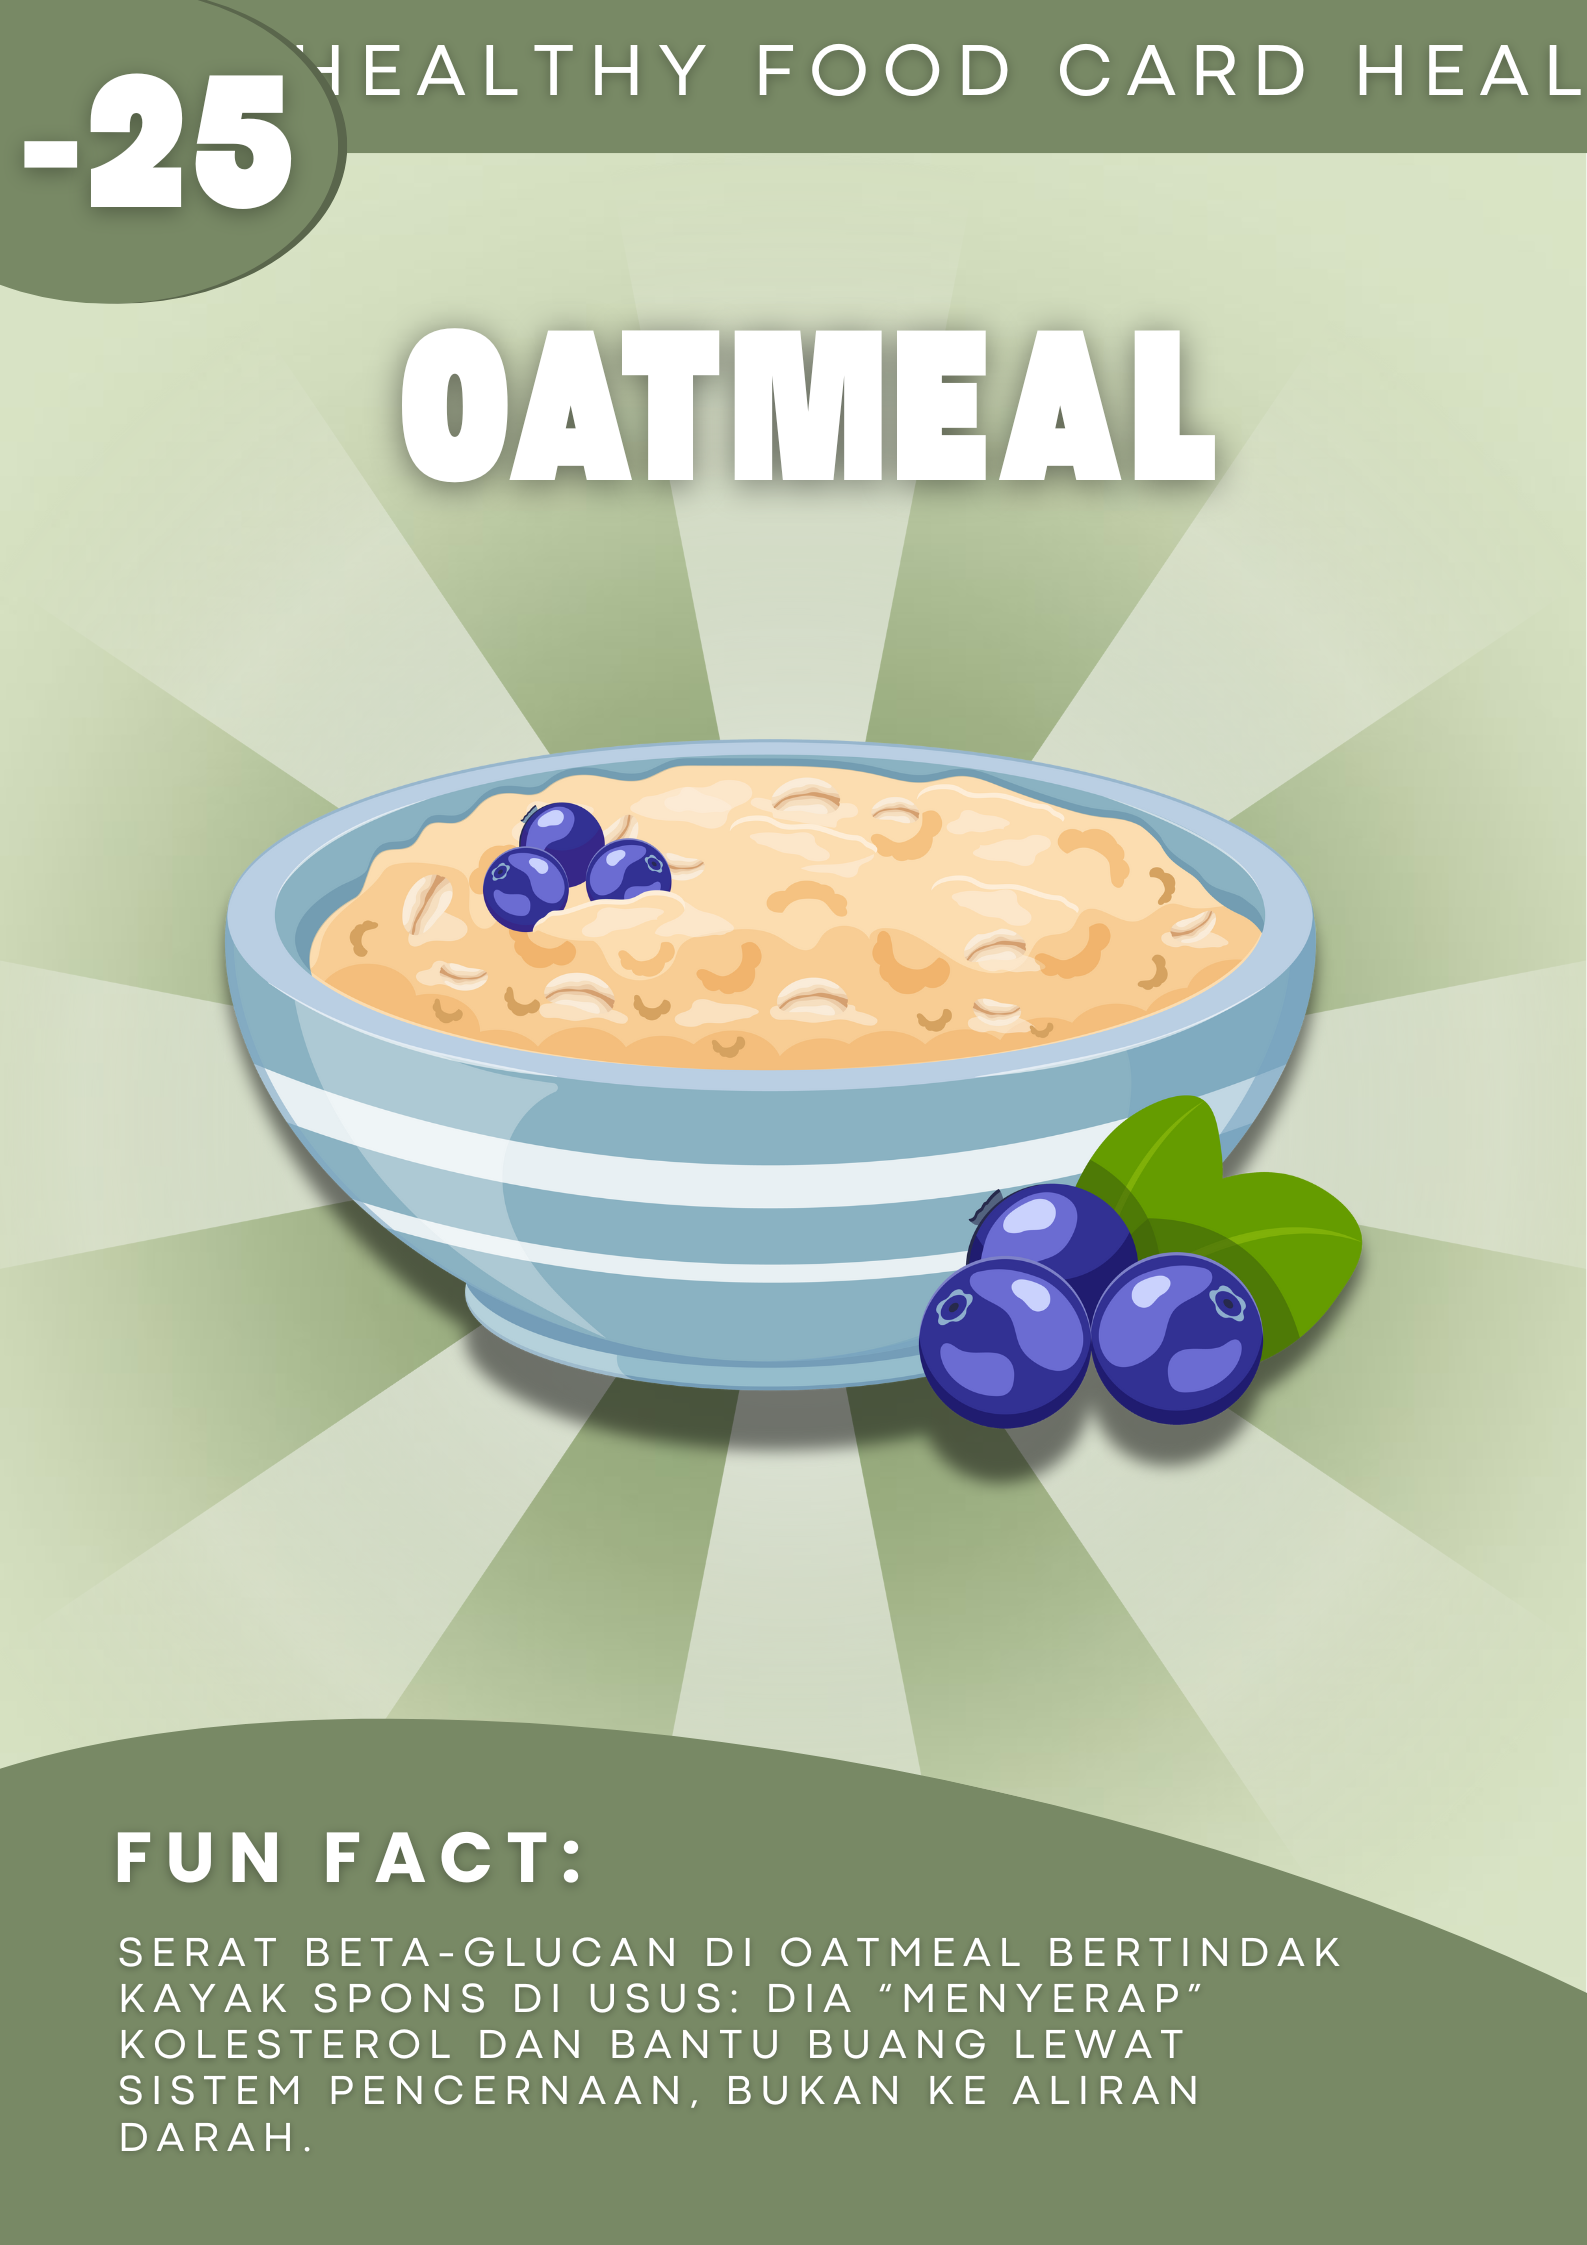 HEALTHY FOOD CARD HEAL
-25
OATMEAL
FUN FACT:
SERAT BETA-GLUCAN DI OATMEAL BERTINDAK
KAYAK SPONS DI USUS: DIA “MENYERAP”
KOLESTEROL DAN BANTU BUANG LEWAT
SISTEM PENCERNAAN, BUKAN KE ALIRAN
DARAH.